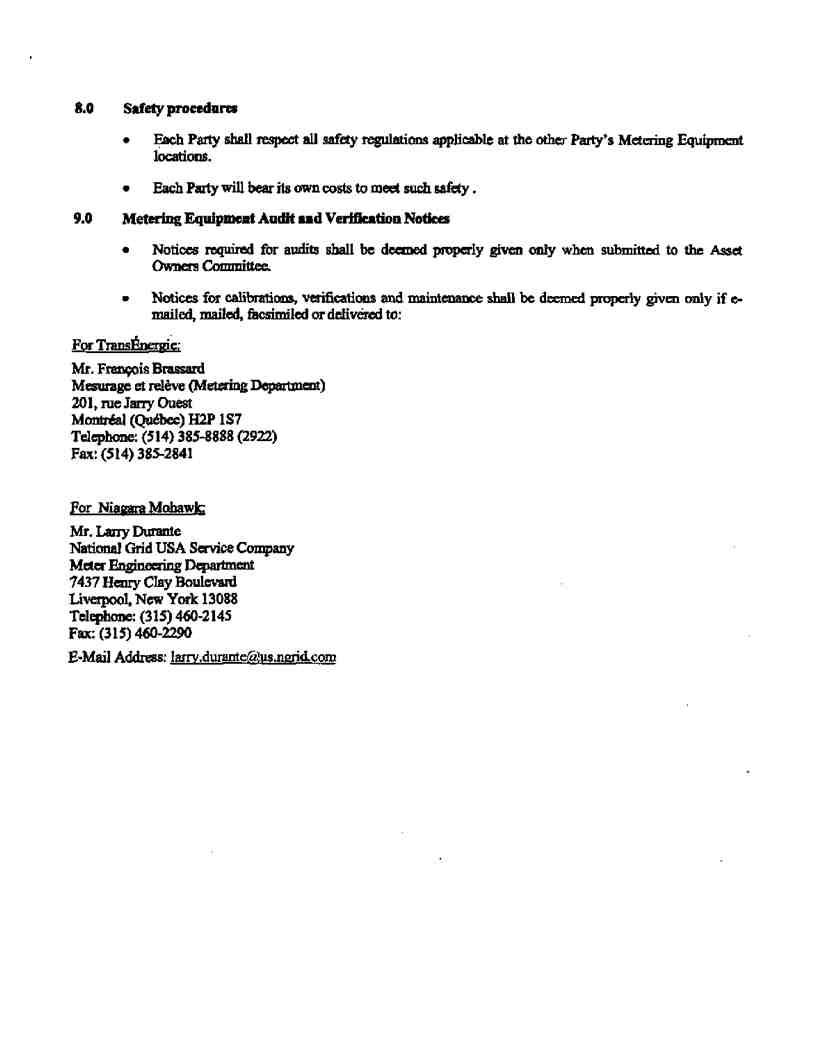 8.0 Safety procedures
• Each Party shall respect all safety regulations applicable at the other Party's Metering Equipment
locations.
• Each Party will bear its own costs to meet such safety .
9.0 Metering Equipment Audit and Verification Notices
• Notices required for audits shall be deemed properly given only when submitted to the Asset
Owners Committee.
• Notices for calibrations, verifications and maintenance shall be deemed properly given only if e-
mailed, mailed, facsimiled or delivered to:
For TransÉnergie:
Mr. François Brassard
Mesurage et relève (Metering Department)
201, rue Jarry Ouest
Montréal (Québec) H2P 1S7
Telephone: (514) 385-8888 (2922)
Fax: (514) 385-2841
For Niagara Mohawk:
Mr. Larry Durante
National Grid USA Service Company
Meter Engineering Department
7437 Henry Clay Boulevard
Liverpool, New York 13088
Telephone: (315) 460-2145
Fax: (315) 460-2290
E-Mail Address: larry.durante@us.ngrid.com